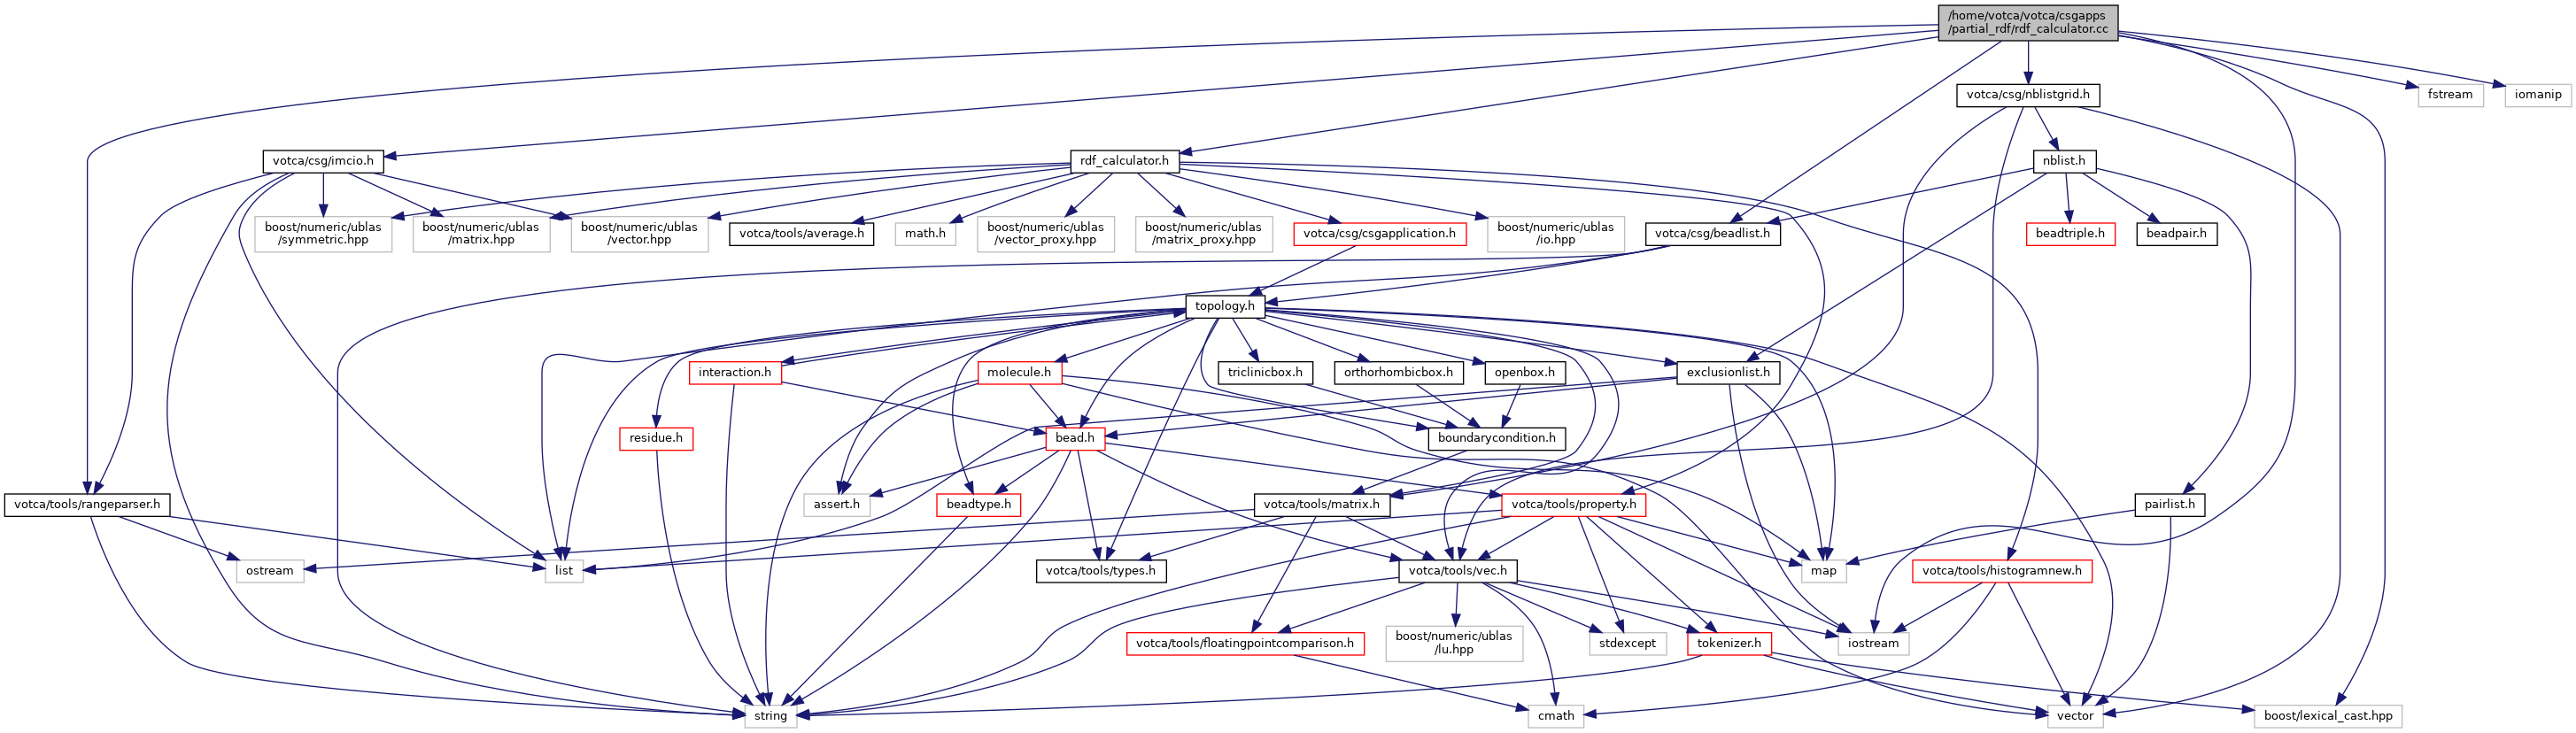 /home/votca/votca/csgapps
/partial_rdf/rdf_calculator.cc
votca/csg/nblistgrid.h
fstream
iomanip
votca/csg/imcio.h
rdf_calculator.h
nblist.h
boost/numeric/ublas
/symmetric.hpp
boost/numeric/ublas
/matrix.hpp
boost/numeric/ublas
/vector.hpp
votca/tools/average.h
math.h
boost/numeric/ublas
/vector_proxy.hpp
boost/numeric/ublas
/matrix_proxy.hpp
votca/csg/csgapplication.h
boost/numeric/ublas
/io.hpp
votca/csg/beadlist.h
beadtriple.h
beadpair.h
topology.h
interaction.h
molecule.h
triclinicbox.h
orthorhombicbox.h
openbox.h
exclusionlist.h
residue.h
bead.h
boundarycondition.h
votca/tools/rangeparser.h
assert.h
beadtype.h
votca/tools/matrix.h
votca/tools/property.h
pairlist.h
ostream
list
votca/tools/types.h
votca/tools/vec.h
map
votca/tools/histogramnew.h
votca/tools/floatingpointcomparison.h
boost/numeric/ublas
/lu.hpp
stdexcept
tokenizer.h
iostream
string
cmath
vector
boost/lexical_cast.hpp